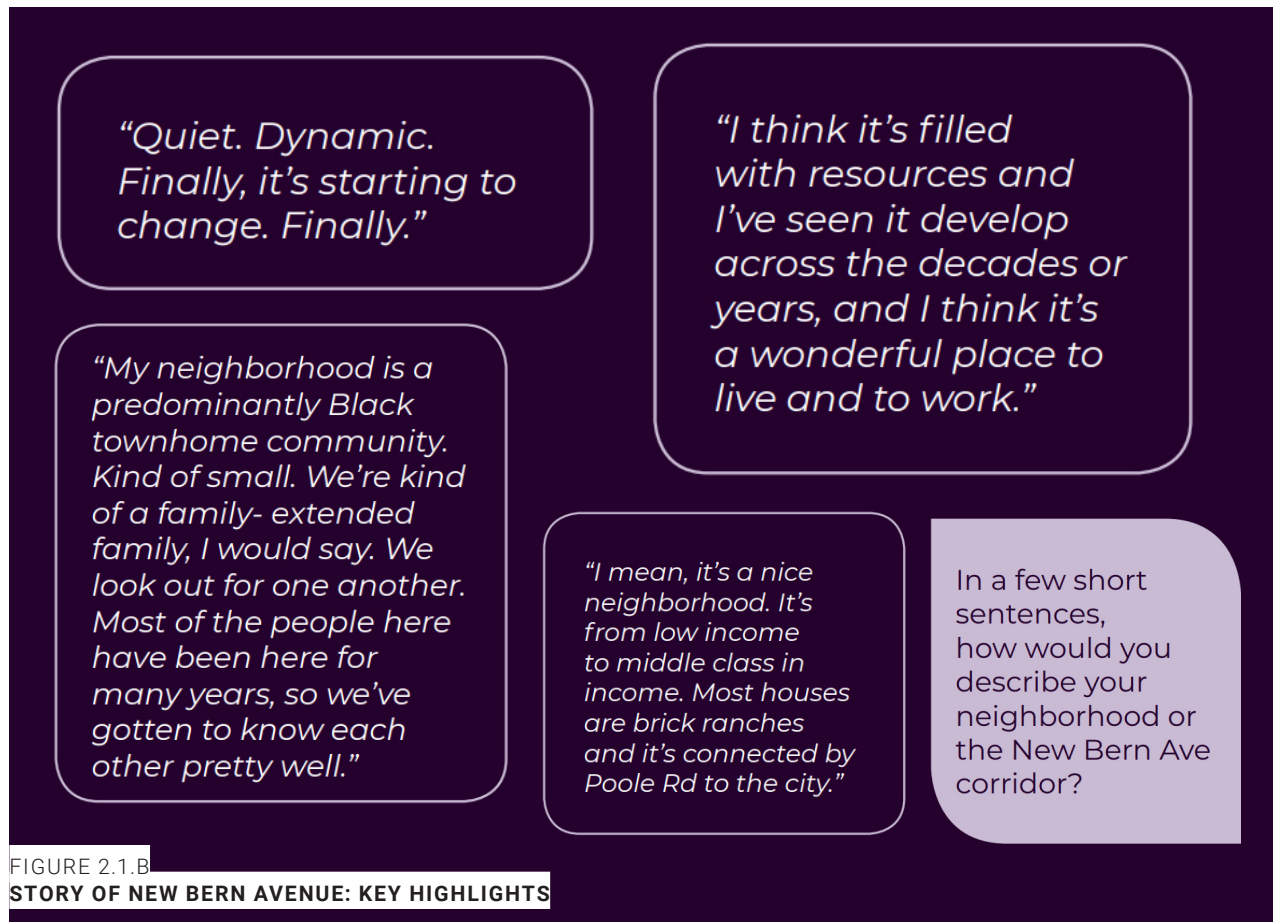 “Quiet. Dynamic.
Finally, it’s starting to
change. Finally.”
“I think it’s filled
with resources and
I’ve seen it develop
across the decades or
years, and I think it’s
a wonderful place to
live and to work.”
“My neighborhood is a
predominantly Black
townhome community.
Kind of small. We’re kind
of a family- extended
family, I would say. We
look out for one another.
Most of the people here
have been here for
many years, so we’ve
gotten to know each
other pretty well.”
“I mean, it’s a nice
neighborhood. It’s
from low income
to middle class in
income. Most houses
are brick ranches
and it’s connected by
Poole Rd to the city.”
In a few short
sentences,
how would you
describe your
neighborhood or
the New Bern Ave
corridor?
FIGURE 2.1.B
STORY OF NEW BERN AVENUE: KEY HIGHLIGHTS